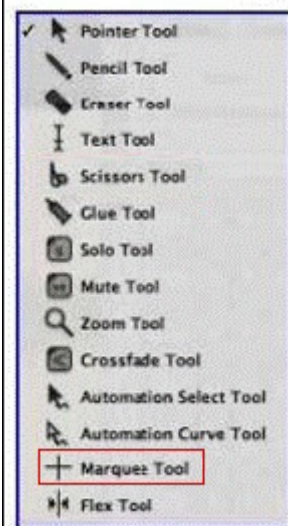 Pointer Tool
Pencil Tool
Eraser Tool
Text Tool
Scissors Tool
Glue Tool
Solo Tool
Mute Tool
Zoom Tool
Crossfade Tool
Automation Select Tool
Automation Curve Tool
Marquee Tool
Flex Tool